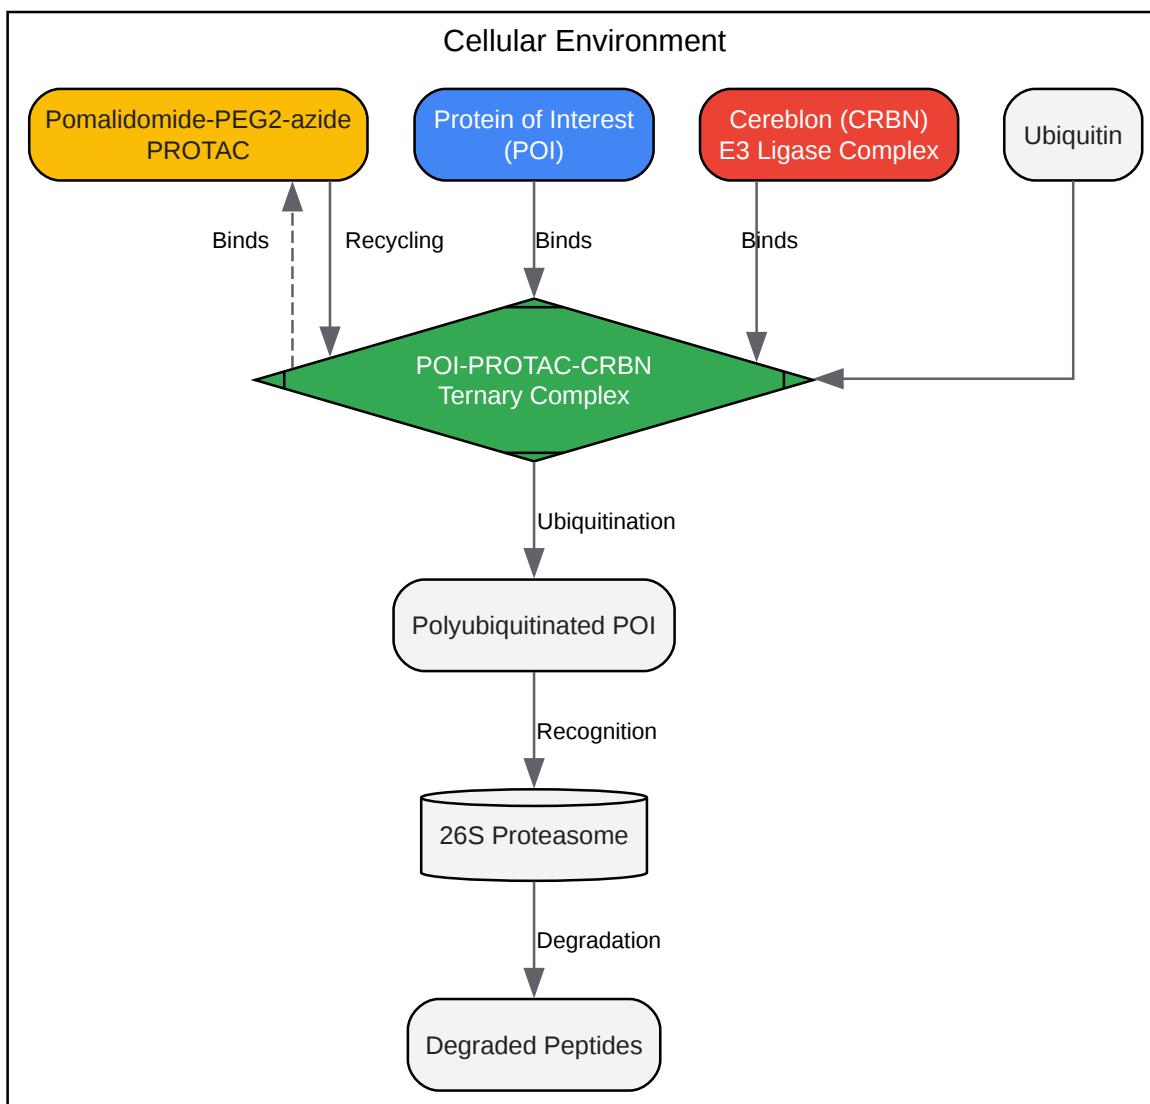 Cellular Environment
Pomalidomide-PEG2-azide
PROTAC
Protein of Interest
(POI)
Cereblon (CRBN)
E3 Ligase Complex
Ubiquitin
Binds
Recycling
Binds
Binds
POI-PROTAC-CRBN
Ternary Complex
Ubiquitination
Polyubiquitinated POI
Recognition
26S Proteasome
Degradation
Degraded Peptides